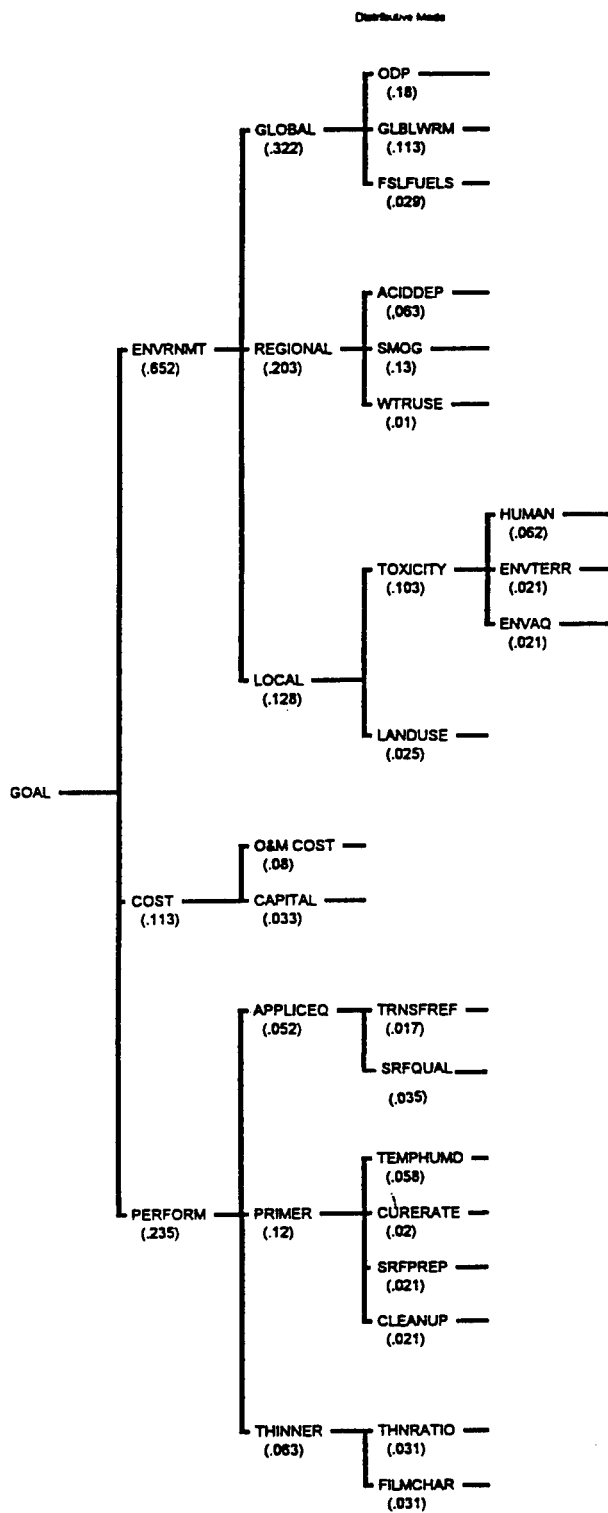 Distributive Mode
ODP
(.18)
GLOBAL
(.322)
GLBLWRM
(.113)
FSLFUELS
(.029)
ACIDDEP
(.063)
ENVRNMT
(.652)
REGIONAL
(.203)
SMOG
(.13)
WTRUSE
(.01)
HUMAN
(.062)
TOXICITY
(.103)
ENVTERR
(.021)
ENVAQ
(.021)
LOCAL
(.128)
LANDUSE
(.025)
GOAL
O&M COST
(.08)
COST
(.113)
CAPITAL
(.033)
APPLICEQ
(.052)
TRNSFREF
(.017)
SRFQUAL
(.035)
TEMPHUMD
(.058)
PERFORM
(.235)
PRIMER
(.12)
CURERATE
(.02)
SRFPREP
(.021)
CLEANUP
(.021)
THINNER
(.063)
THNRATIO
(.031)
FILMCHAR
(.031)